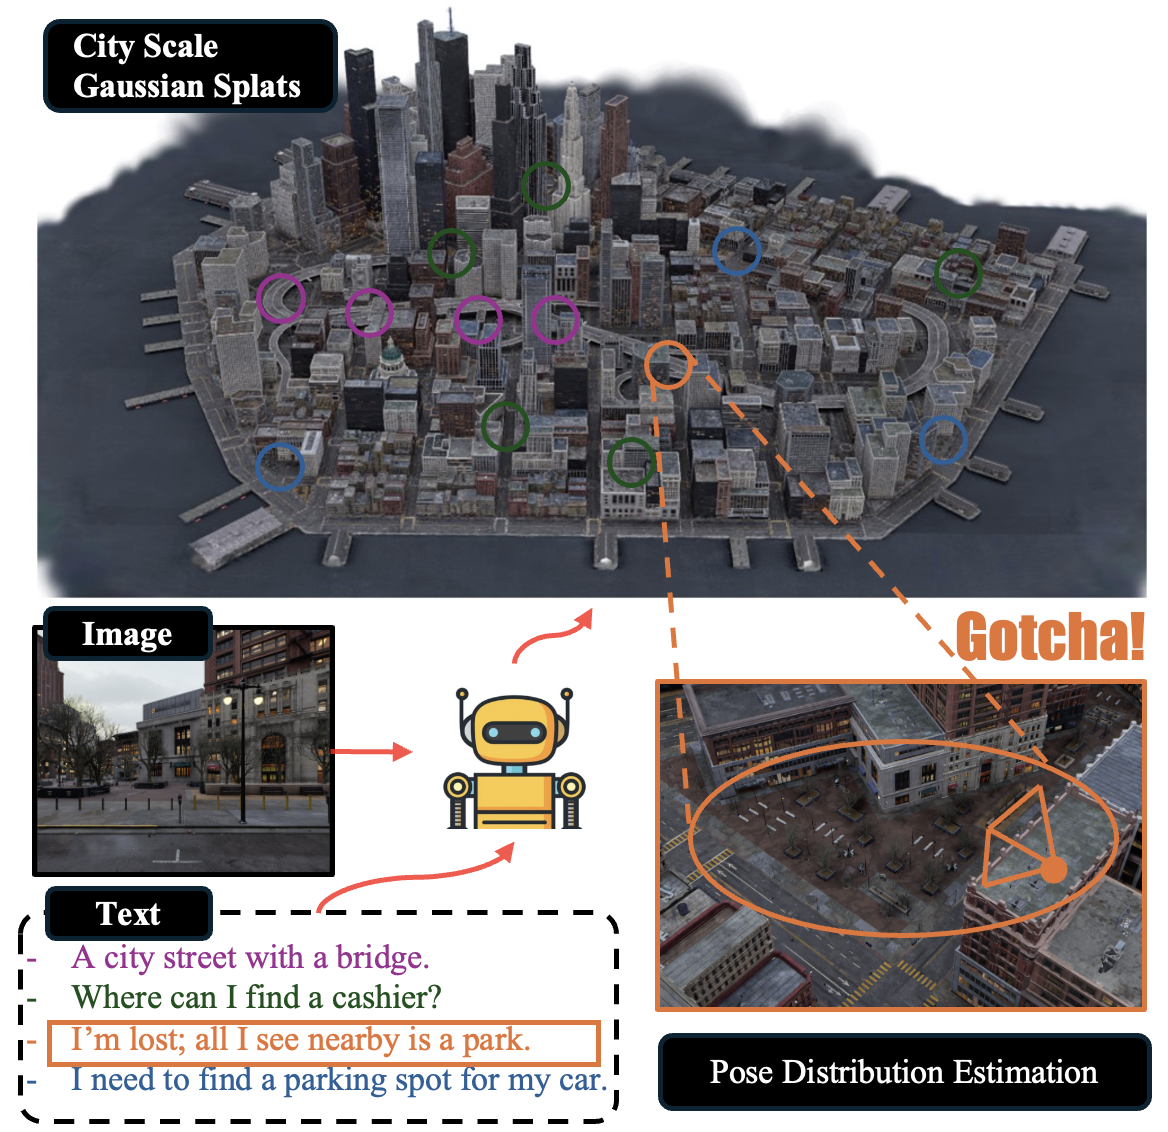 City Scale
Gaussian Splats
Image
Gotcha!
Text
- A city street with a bridge.
- Where can I find a cashier?
- I’m lost; all I see nearby is a park.
- I need to find a parking spot for my car.
Pose Distribution Estimation